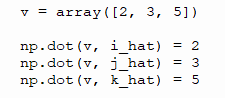 v = array([2, 3, 5])
np.dot(v, i_hat) = 2
np.dot(v, j_hat) = 3
np.dot(v, k_hat) = 5